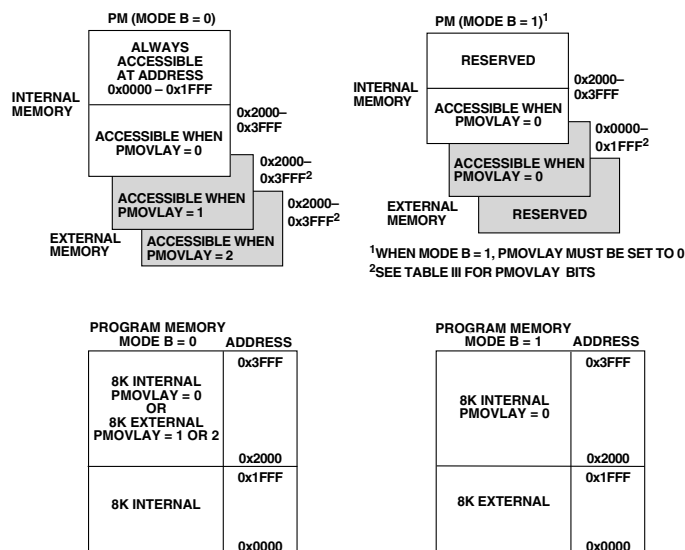 PM (MODE B = 0)
ALWAYS
ACCESSIBLE
AT ADDRESS
0x0000 – 0x1FFF
INTERNAL
MEMORY
0x2000–
0x3FFF
ACCESSIBLE WHEN
PMOVLAY = 0
0x2000–
0x3FFF2
ACCESSIBLE WHEN
PMOVLAY = 1
0x2000–
0x3FFF2
EXTERNAL
MEMORY
ACCESSIBLE WHEN
PMOVLAY = 2
PM (MODE B = 1)1
RESERVED
INTERNAL
MEMORY
0x2000–
0x3FFF
ACCESSIBLE WHEN
PMOVLAY = 0
0x0000–
0x1FFF2
ACCESSIBLE WHEN
PMOVLAY = 0
EXTERNAL
MEMORY
RESERVED
1WHEN MODE B = 1, PMOVLAY MUST BE SET TO 0
2SEE TABLE III FOR PMOVLAY BITS
PROGRAM MEMORY
MODE B = 0 ADDRESS
0x3FFF
8K INTERNAL
PMOVLAY = 0
OR
8K EXTERNAL
PMOVLAY = 1 OR 2
0x2000
0x1FFF
8K INTERNAL
0x0000
PROGRAM MEMORY
MODE B = 1 ADDRESS
0x3FFF
8K INTERNAL
PMOVLAY = 0
0x2000
0x1FFF
8K EXTERNAL
0x0000